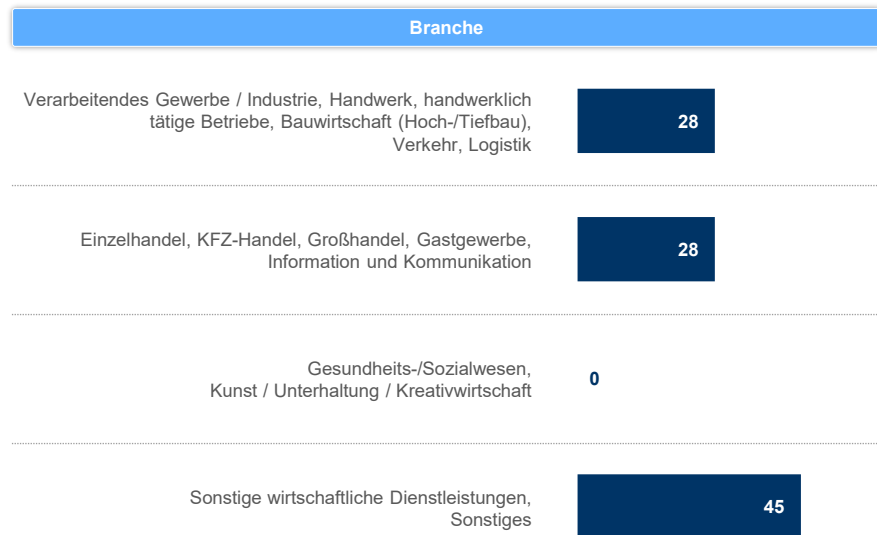 Branche
Verarbeitendes Gewerbe / Industrie, Handwerk, handwerklich
tätige Betriebe, Bauwirtschaft (Hoch-/Tiefbau),
Verkehr, Logistik
28
Einzelhandel, KFZ-Handel, Großhandel, Gastgewerbe,
Information und Kommunikation
28
Gesundheits-/Sozialwesen,
Kunst / Unterhaltung / Kreativwirtschaft
0
Sonstige wirtschaftliche Dienstleistungen,
Sonstiges
45